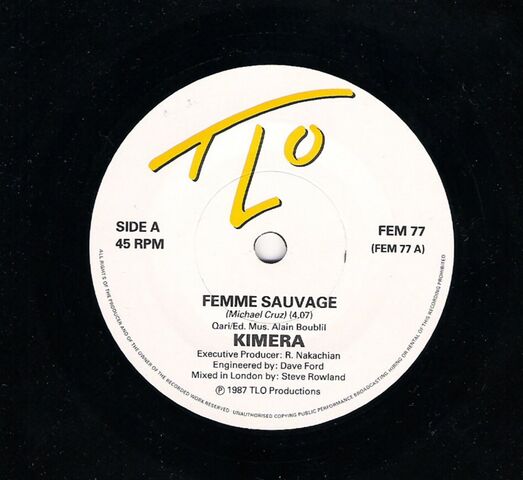 TLO
SIDE A
45 RPM
FEM 77
(FEM 77 A)
FEMME SAUVAGE
(Michael Cruz) (4,07)
Qari/Ed. Mus. Alain Boublil
KIMERA
Executive Producer: R. Nakachian
Engineered by: Dave Ford
Mixed in London by: Steve Rowland
℗ 1987 TLO Productions
ALL RIGHTS OF THE PRODUCER AND OF THE OWNER OF THE RECORDED WORK RESERVED UNAUTHORISED COPYING PUBLIC PERFORMANCE BROADCASTING, HIRING OR RENTAL OF THIS RECORDING PROHIBITED